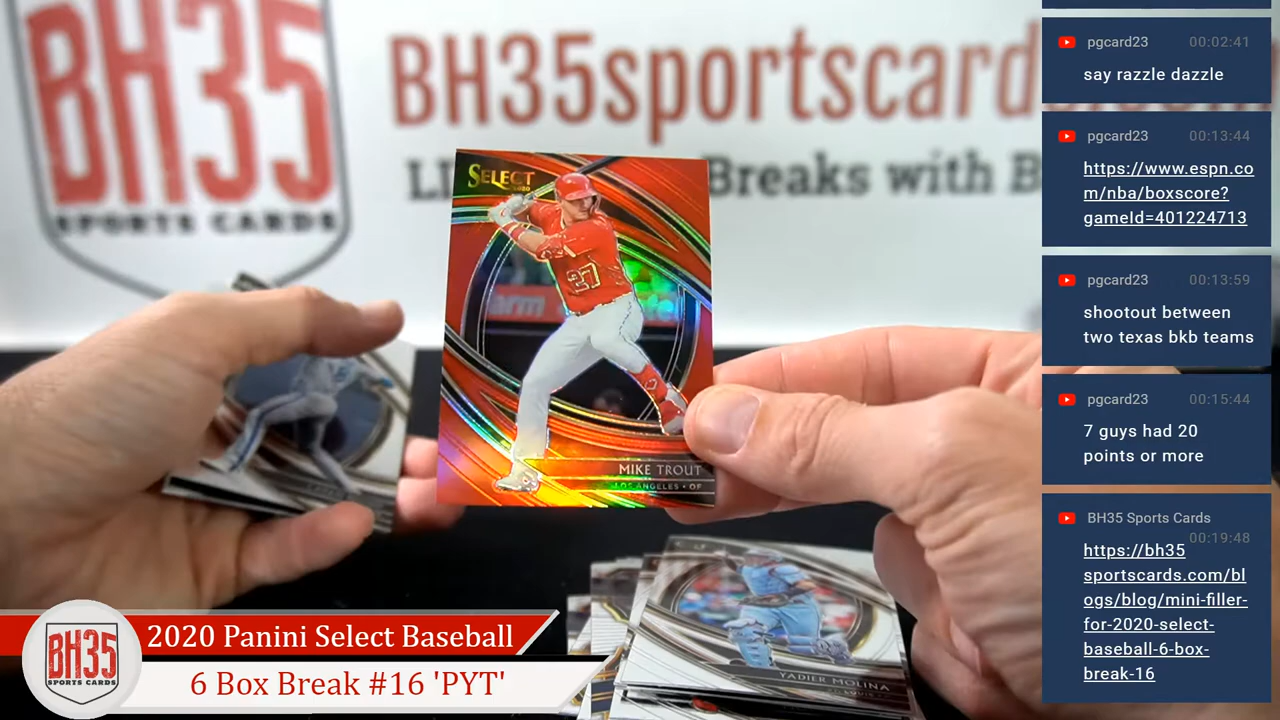 BH35
SPORTS CARDS
BH35sportscards
Breaks with B
SELECT
27
MIKE TROUT
LOS ANGELES • OF
YADIER MOLINA
BH35
SPORTS CARDS
2020 Panini Select Baseball
6 Box Break #16 'PYT'
pgcard23 00:02:41
say razzle dazzle
pgcard23 00:13:44
https://www.espn.co
m/nba/boxscore?
gameId=401224713
pgcard23 00:13:59
shootout between
two texas bkb teams
pgcard23 00:15:44
7 guys had 20
points or more
BH35 Sports Cards
00:19:48
https://bh35
sportscards.com/bl
ogs/blog/mini-filler-
for-2020-select-
baseball-6-box-
break-16